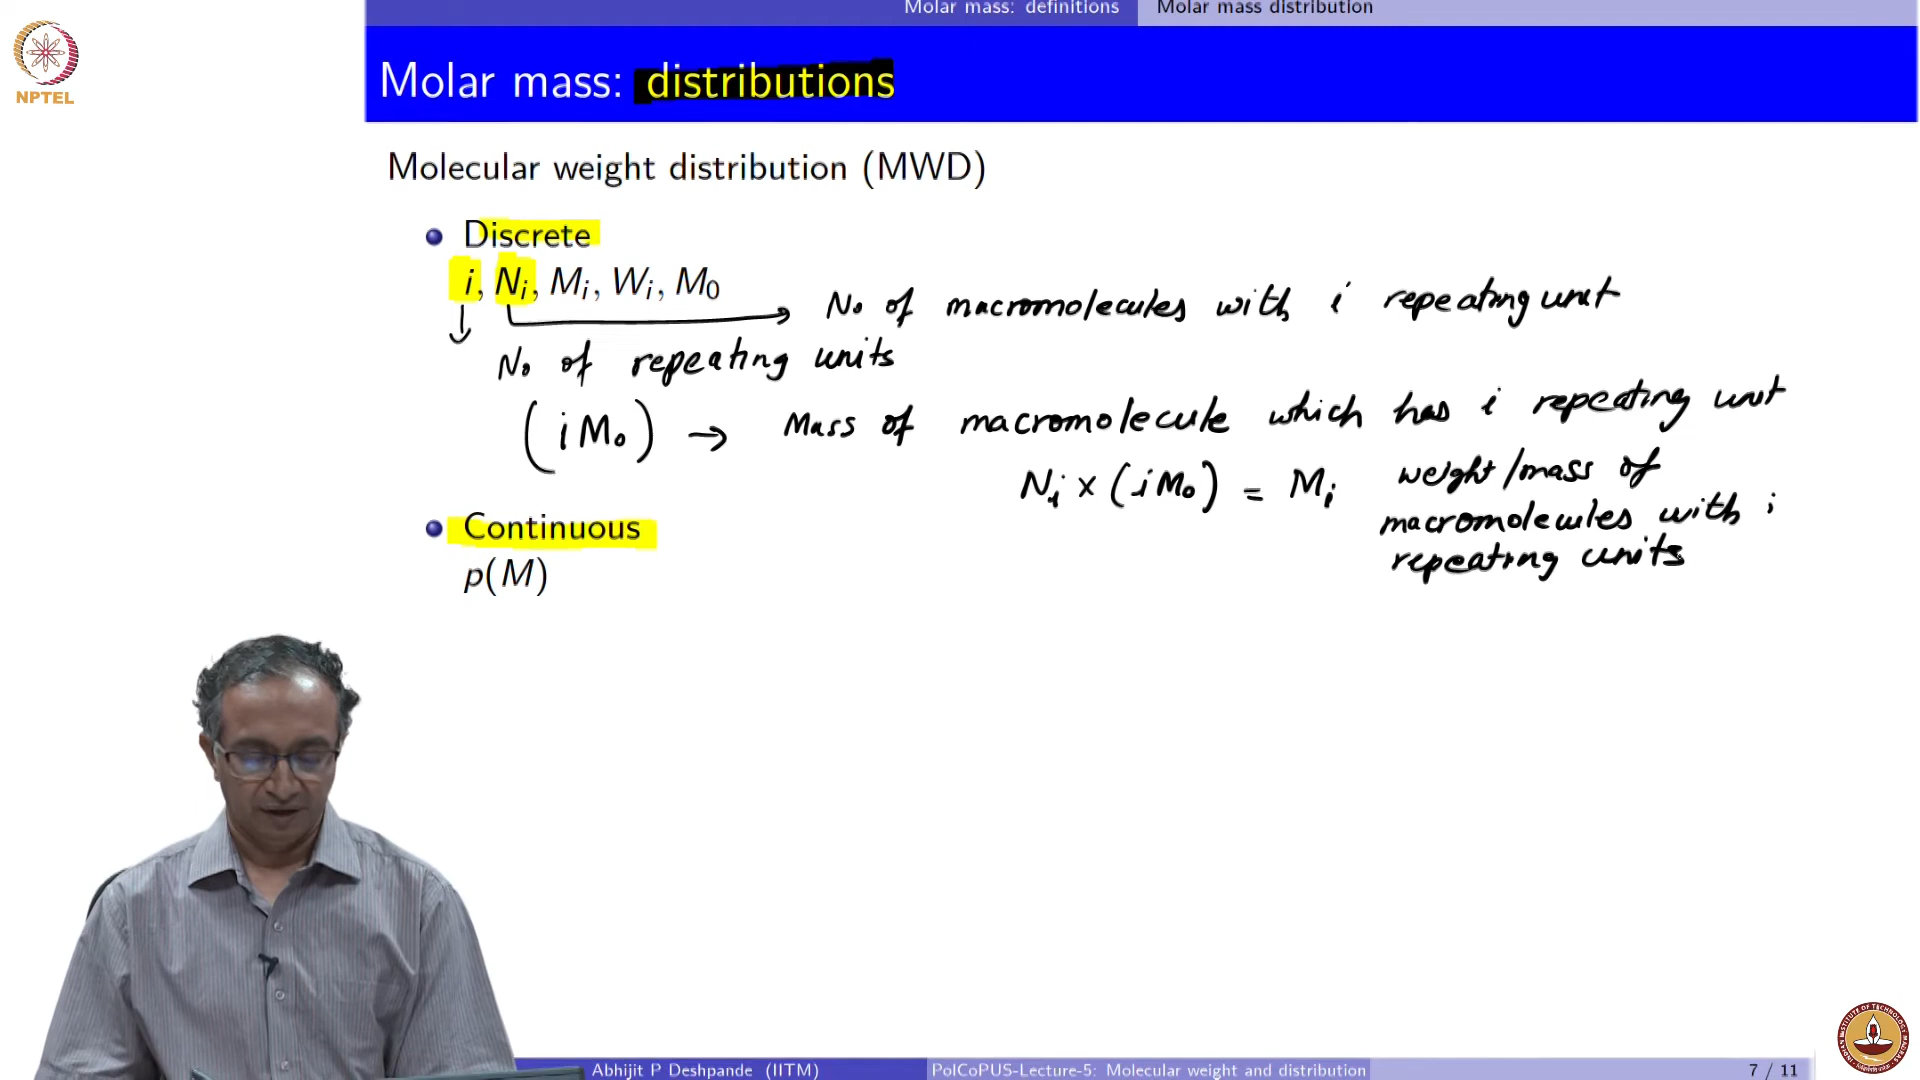 Molar mass: definitions Molar mass distribution
NPTEL
Molar mass: distributions
Molecular weight distribution (MWD)
Discrete
i, Nᵢ, Mᵢ, Wᵢ, M₀
No of macromolecules with i repeating unit
No of repeating units
(i M₀) → Mass of macromolecule which has i repeating unit
Nᵢ × (i M₀) = Mᵢ weight/mass of
macromolecules with i
repeating units
Continuous
p(M)
Abhijit P Deshpande (IITM) PolCoPUS-Lecture-5: Molecular weight and distribution 7 / 11